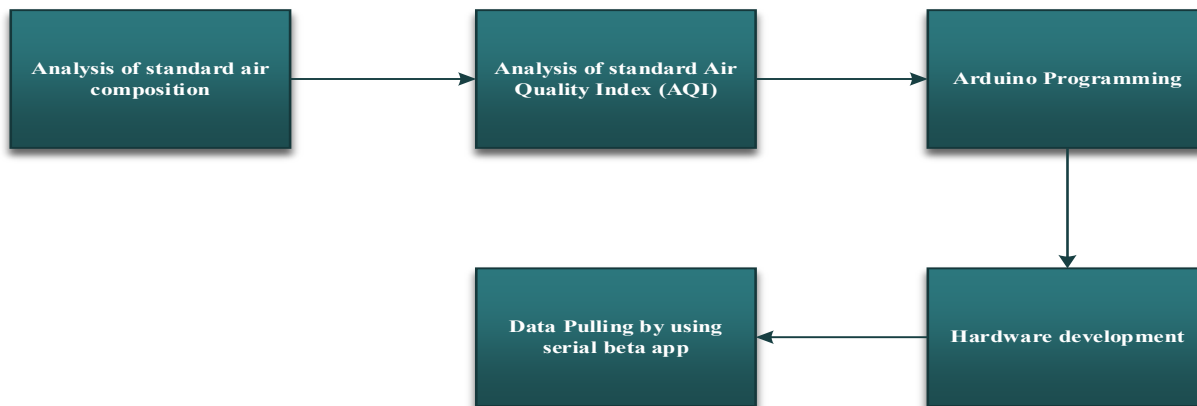 Analysis of standard air
composition
Analysis of standard Air
Quality Index (AQI)
Arduino Programming
Hardware development
Data Pulling by using
serial beta app